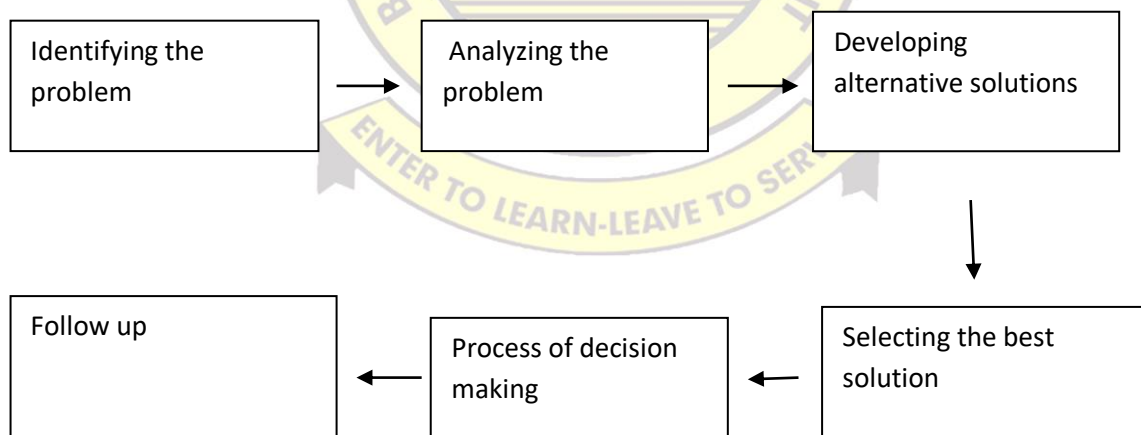 Identifying the
problem
Analyzing the
problem
Developing
alternative solutions
ENTER TO LEARN-LEAVE TO
Selecting the best
solution
Process of decision
making
Follow up